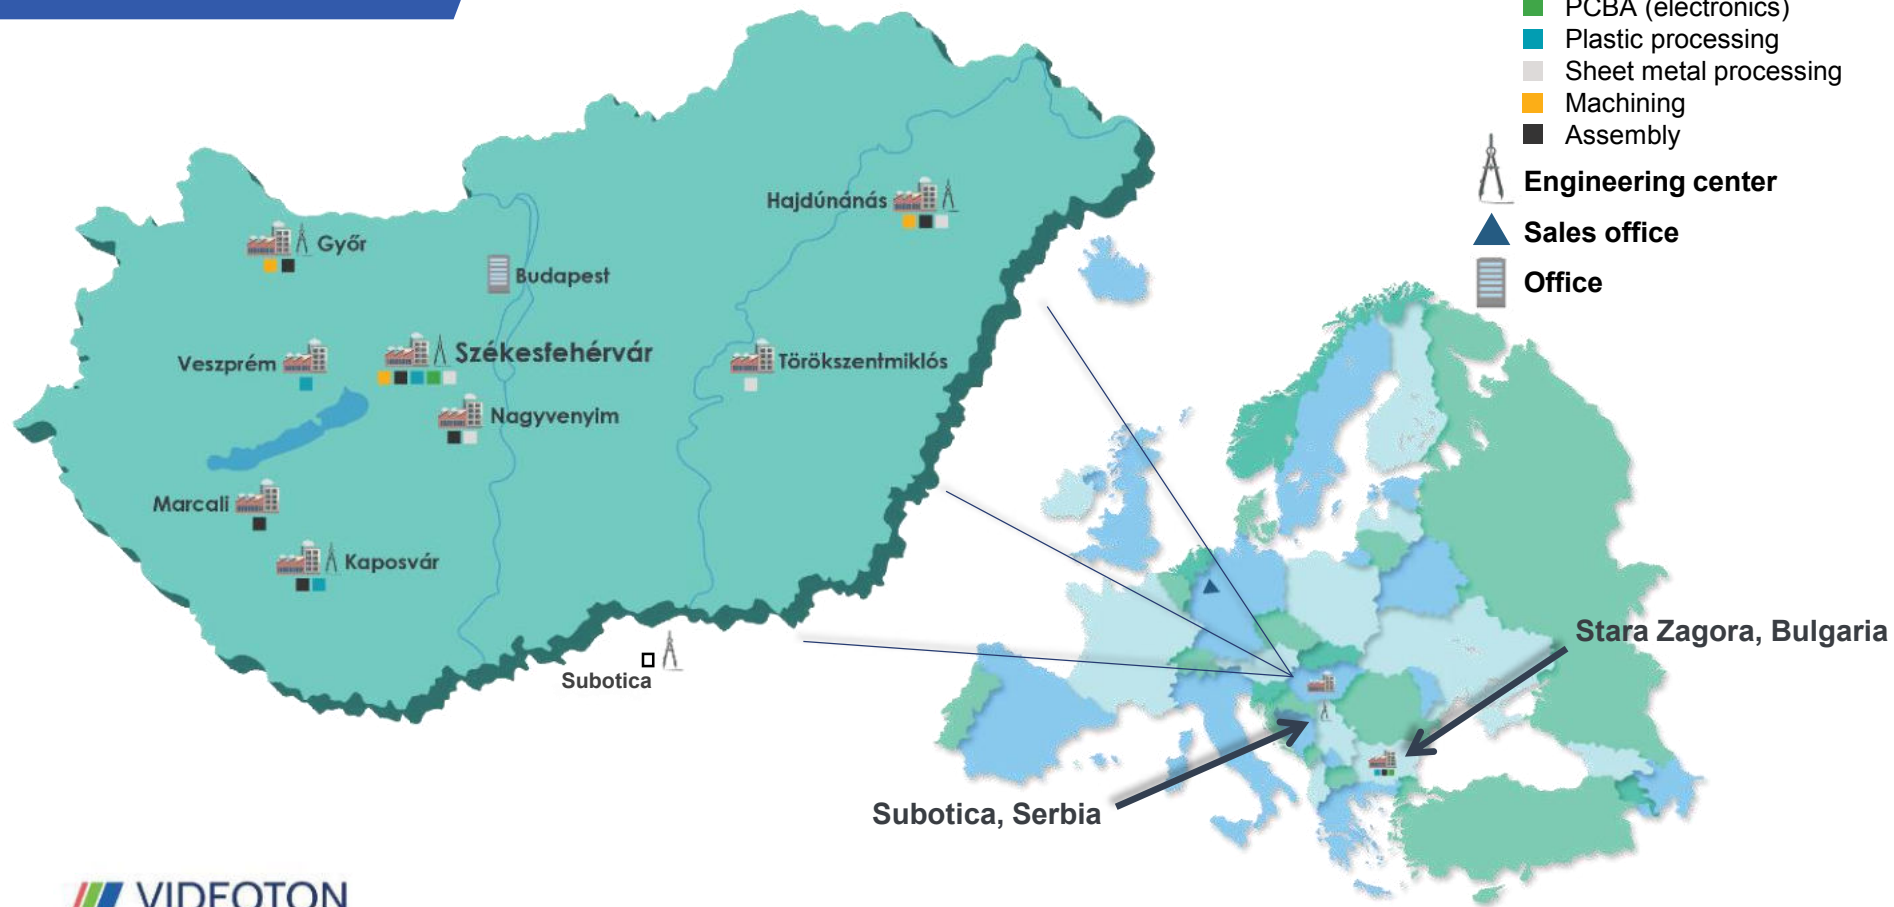 PCBA (electronics)
Plastic processing
Sheet metal processing
Machining
Assembly
Engineering center
Sales office
Office
Hajdúnánás
Győr
Budapest
Veszprém
Székesfehérvár
Törökszentmiklós
Nagyvenyim
Marcali
Kaposvár
Subotica
Stara Zagora, Bulgaria
Subotica, Serbia
VIDEOTON